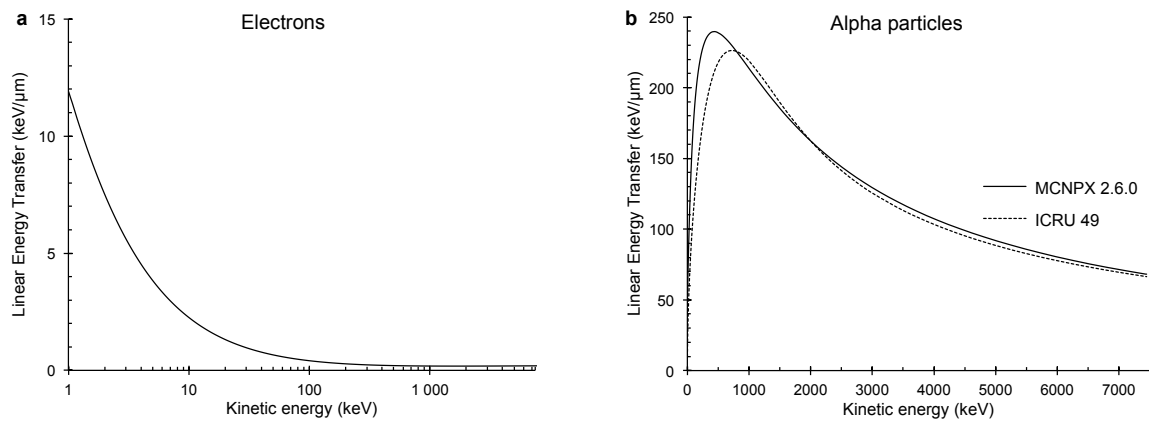 a
Electrons
15
10
5
0
Linear Energy Transfer (keV/µm)
1
10
100
1 000
Kinetic energy (keV)
b
Alpha particles
250
200
150
100
50
0
Linear Energy Transfer (keV/µm)
MCNPX 2.6.0
ICRU 49
0
1000
2000
3000
4000
5000
6000
7000
Kinetic energy (keV)